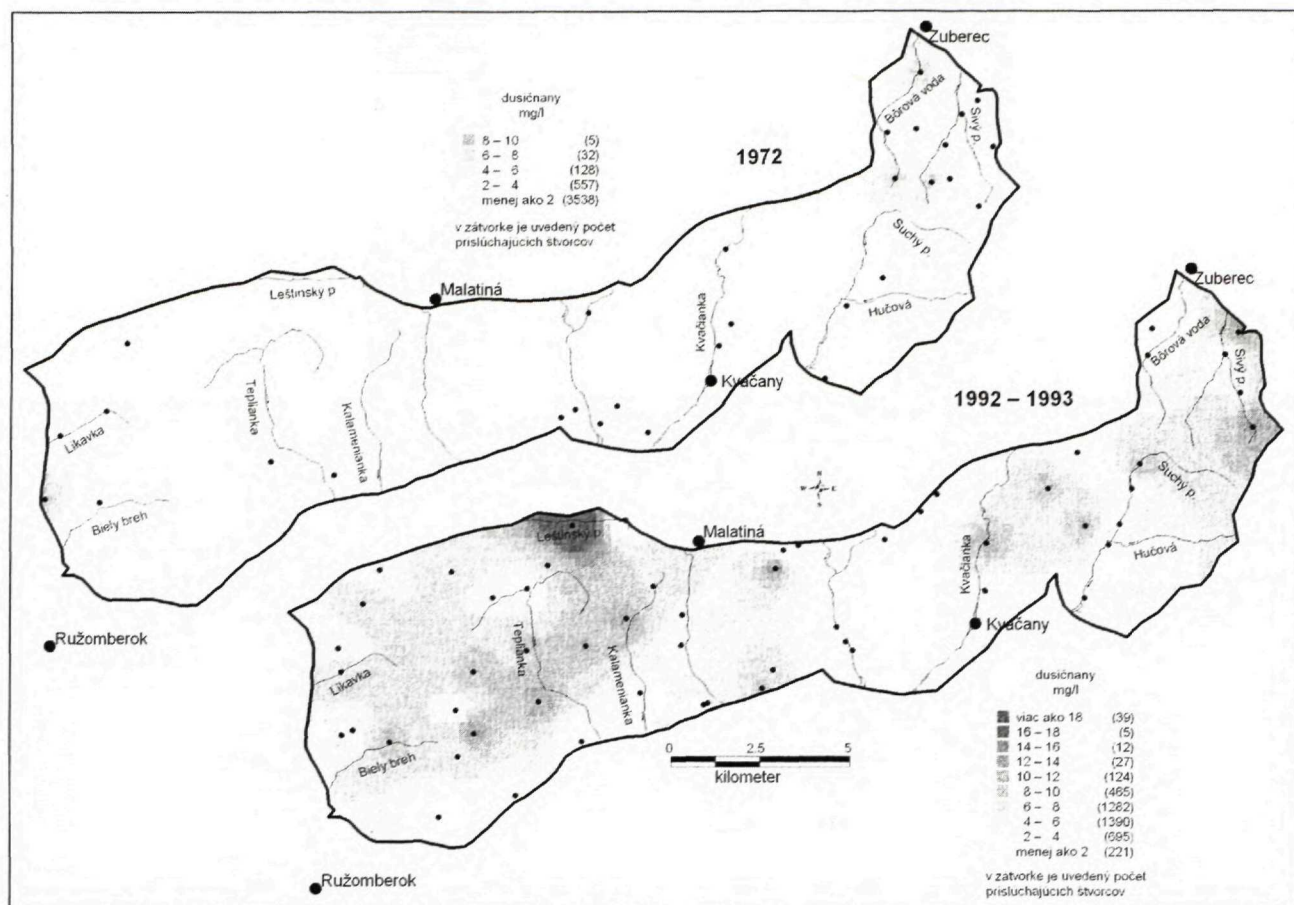 Zuberec
dusičnany
mg/l
8 – 10 (5)
6 – 8 (32)
4 – 6 (128)
2 – 4 (557)
menej ako 2 (3538)
v zátvorke je uvedený počet
prislúchajúcich štvorcov
1972
Bôrová voda
Sivý p.
Suchý p.
Hučová
Leštinsky p
Malatiná
Kvačianka
Kvačany
Teplianka
Kalamenianka
Likavka
Biely breh
Ružomberok
Zuberec
1992 – 1993
Bôrová voda
Sivý p.
Suchý p.
Hučová
N
W E
S
Leštinsky p
Malatiná
Kvačianka
Kvačany
Teplianka
Kalamenianka
Likavka
Biely breh
0 2.5 5
kilometer
Ružomberok
dusičnany
mg/l
viac ako 18 (39)
16 – 18 (5)
14 – 16 (12)
12 – 14 (27)
10 – 12 (124)
8 – 10 (465)
6 – 8 (1282)
4 – 6 (1390)
2 – 4 (695)
menej ako 2 (221)
v zátvorke je uvedený počet
prislúchajúcich štvorcov